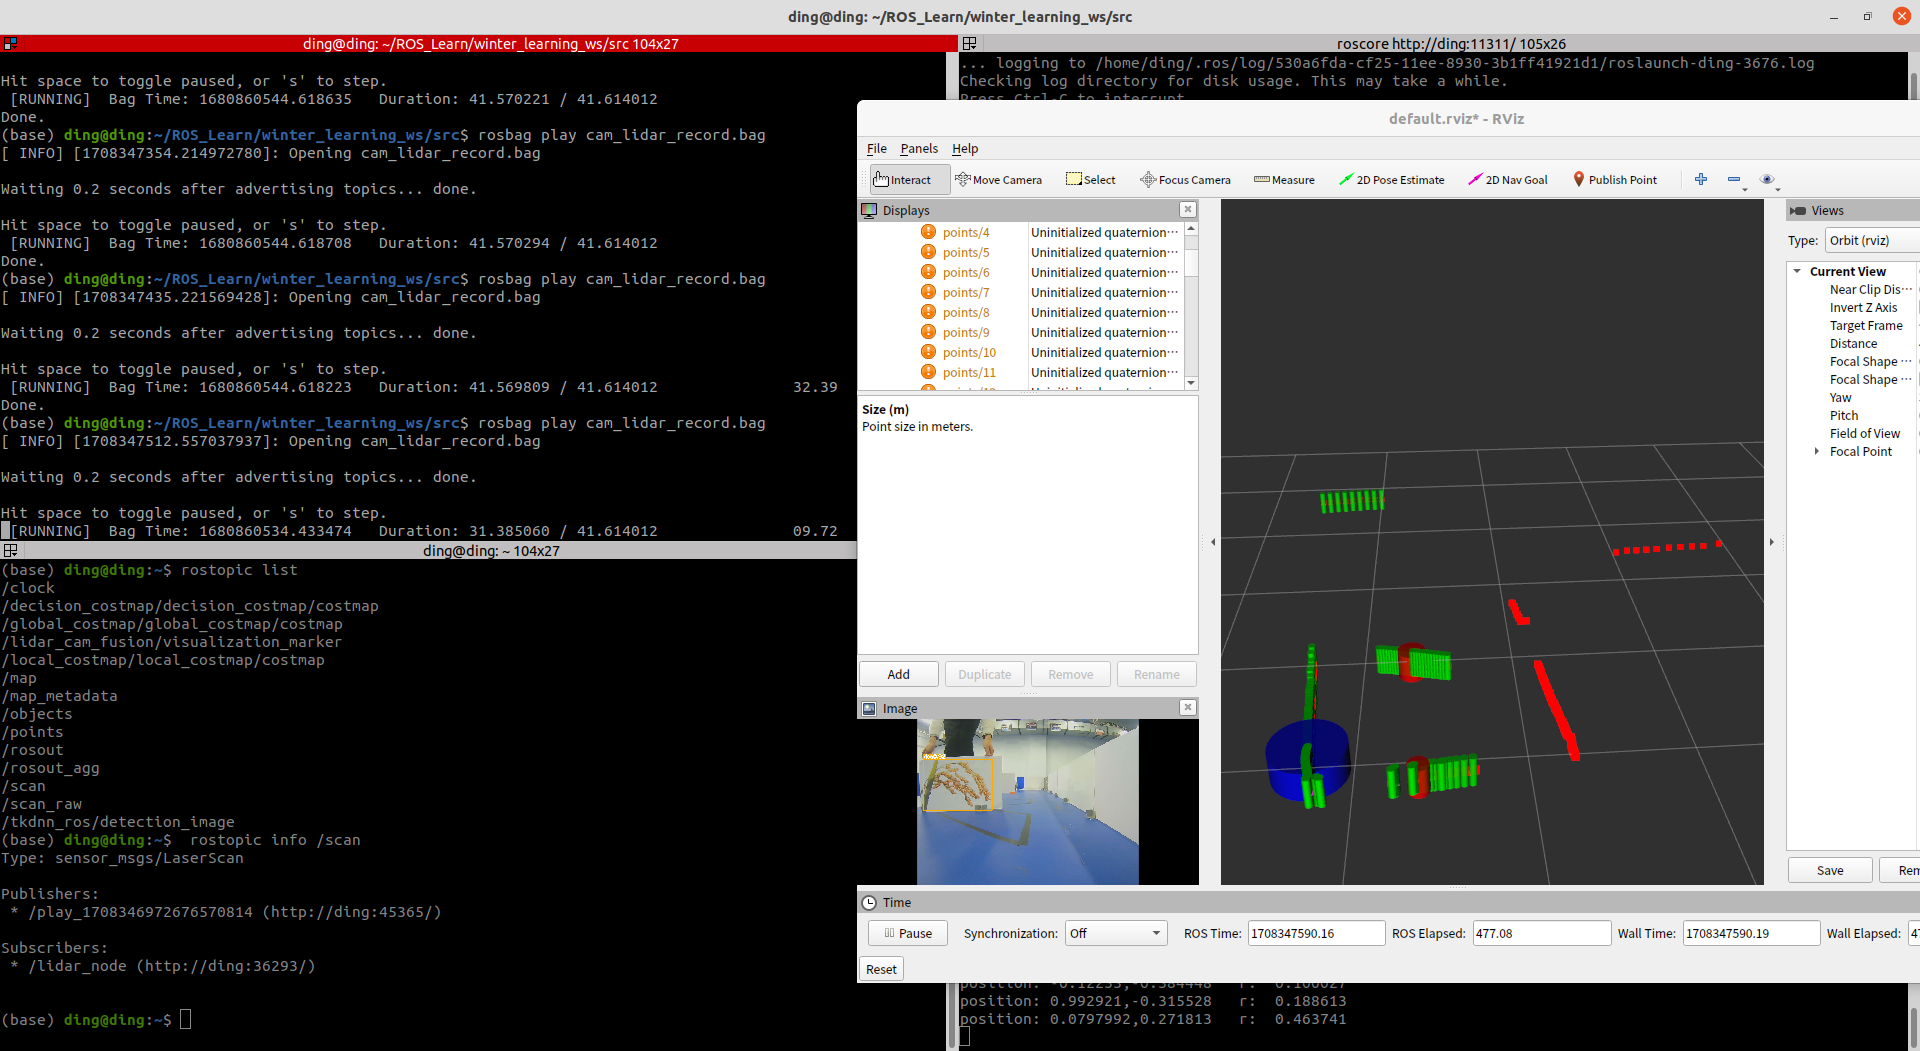 ding@ding: ~/ROS_Learn/winter_learning_ws/src
ding@ding: ~/ROS_Learn/winter_learning_ws/src 104x27
Hit space to toggle paused, or 's' to step.
[RUNNING]  Bag Time: 1680860544.618635   Duration: 41.570221 / 41.614012
Done.
(base) ding@ding:~/ROS_Learn/winter_learning_ws/src$ rosbag play cam_lidar_record.bag
[ INFO] [1708347354.214972780]: Opening cam_lidar_record.bag
Waiting 0.2 seconds after advertising topics... done.
Hit space to toggle paused, or 's' to step.
[RUNNING]  Bag Time: 1680860544.618708   Duration: 41.570294 / 41.614012
Done.
(base) ding@ding:~/ROS_Learn/winter_learning_ws/src$ rosbag play cam_lidar_record.bag
[ INFO] [1708347435.221569428]: Opening cam_lidar_record.bag
Waiting 0.2 seconds after advertising topics... done.
Hit space to toggle paused, or 's' to step.
[RUNNING]  Bag Time: 1680860544.618223   Duration: 41.569809 / 41.614012   32.39
Done.
(base) ding@ding:~/ROS_Learn/winter_learning_ws/src$ rosbag play cam_lidar_record.bag
[ INFO] [1708347512.557037937]: Opening cam_lidar_record.bag
Waiting 0.2 seconds after advertising topics... done.
Hit space to toggle paused, or 's' to step.
[RUNNING]  Bag Time: 1680860534.433474   Duration: 31.385060 / 41.614012   09.72
ding@ding: ~ 104x27
(base) ding@ding:~$ rostopic list
/clock
/decision_costmap/decision_costmap/costmap
/global_costmap/global_costmap/costmap
/lidar_cam_fusion/visualization_marker
/local_costmap/local_costmap/costmap
/map
/map_metadata
/objects
/points
/rosout
/rosout_agg
/scan
/scan_raw
/tkdnn_ros/detection_image
(base) ding@ding:~$  rostopic info /scan
Type: sensor_msgs/LaserScan
Publishers:
* /play_1708346972676570814 (http://ding:45365/)
Subscribers:
* /lidar_node (http://ding:36293/)
(base) ding@ding:~$
roscore http://ding:11311/ 105x26
... logging to /home/ding/.ros/log/530a6fda-cf25-11ee-8930-3b1ff41921d1/roslaunch-ding-3676.log
Checking log directory for disk usage. This may take a while.
Press Ctrl-C to interrupt
default.rviz* - RViz
File Panels Help
Interact Move Camera Select Focus Camera Measure 2D Pose Estimate 2D Nav Goal Publish Point
Displays
points/4 Uninitialized quaternion···
points/5 Uninitialized quaternion···
points/6 Uninitialized quaternion···
points/7 Uninitialized quaternion···
points/8 Uninitialized quaternion···
points/9 Uninitialized quaternion···
points/10 Uninitialized quaternion···
points/11 Uninitialized quaternion···
Size (m)
Point size in meters.
Add Duplicate Remove Rename
Image
Views
Type: Orbit (rviz)
Current View
Near Clip Dis···
Invert Z Axis
Target Frame
Distance
Focal Shape ···
Focal Shape ···
Yaw
Pitch
Field of View
Focal Point
Save
Time
Pause Synchronization: Off ROS Time: 1708347590.16 ROS Elapsed: 477.08 Wall Time: 1708347590.19 Wall Elapsed:
Reset
position: 0.992921,-0.315528   r:  0.188613
position: 0.0797992,0.271813   r:  0.463741